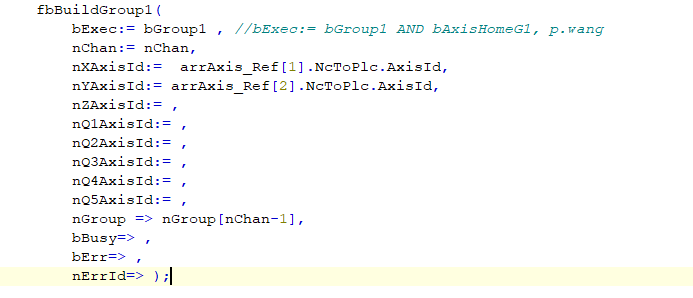 fbBuildGroup1(
bExec:= bGroup1 , //bExec:= bGroup1 AND bAxisHomeG1, p.wang
nChan:= nChan,
nXAxisId:= arrAxis_Ref[1].NcToPlc.AxisId,
nYAxisId:= arrAxis_Ref[2].NcToPlc.AxisId,
nZAxisId:= ,
nQ1AxisId:= ,
nQ2AxisId:= ,
nQ3AxisId:= ,
nQ4AxisId:= ,
nQ5AxisId:= ,
nGroup => nGroup[nChan-1],
bBusy=> ,
bErr=> ,
nErrId=> );